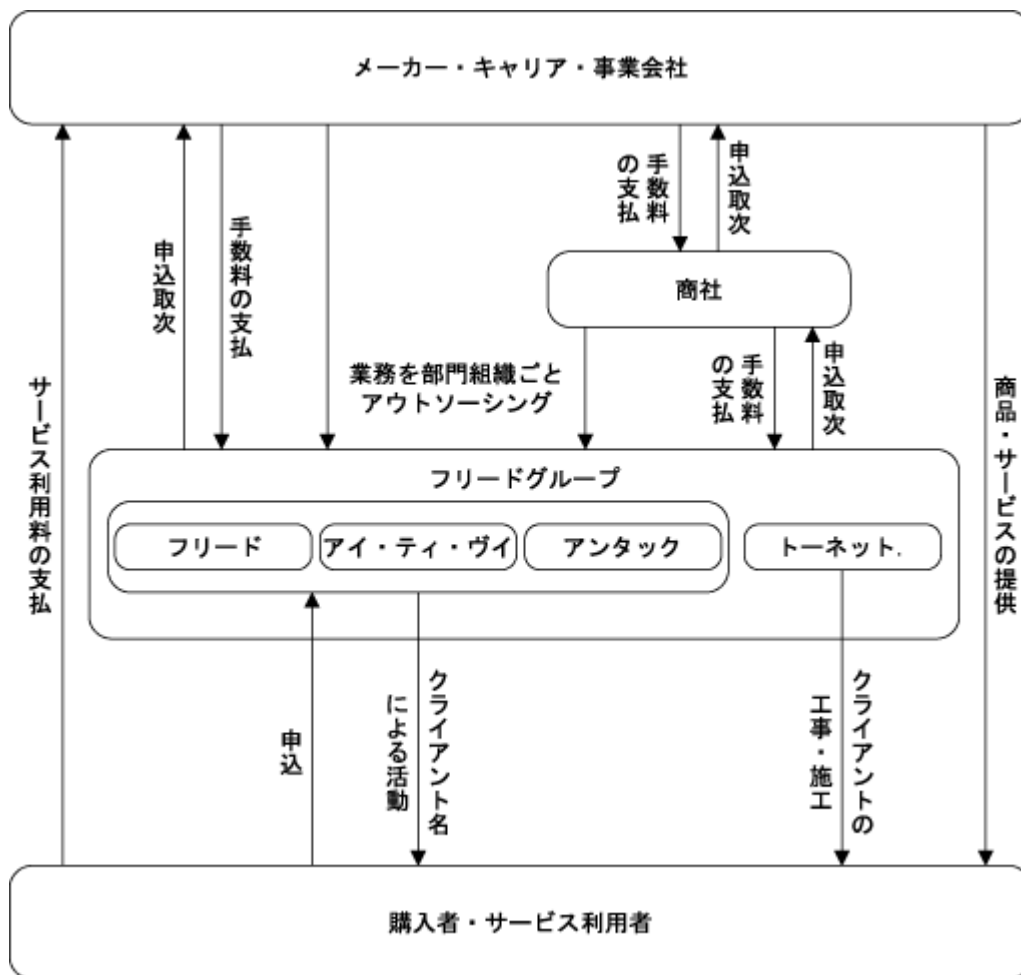 メーカー・キャリア・事業会社
手数料
の支払
申込取次
商社
申込取次
手数料の支払
業務を部門組織ごと
アウトソーシング
手数料
の支払
申込取次
サービス利用料の支払
商品・サービスの提供
フリードグループ
フリード
アイ・ティ・ヴイ
アンタック
トーネット.
申込
クライアント名
による活動
クライアントの
工事・施工
購入者・サービス利用者